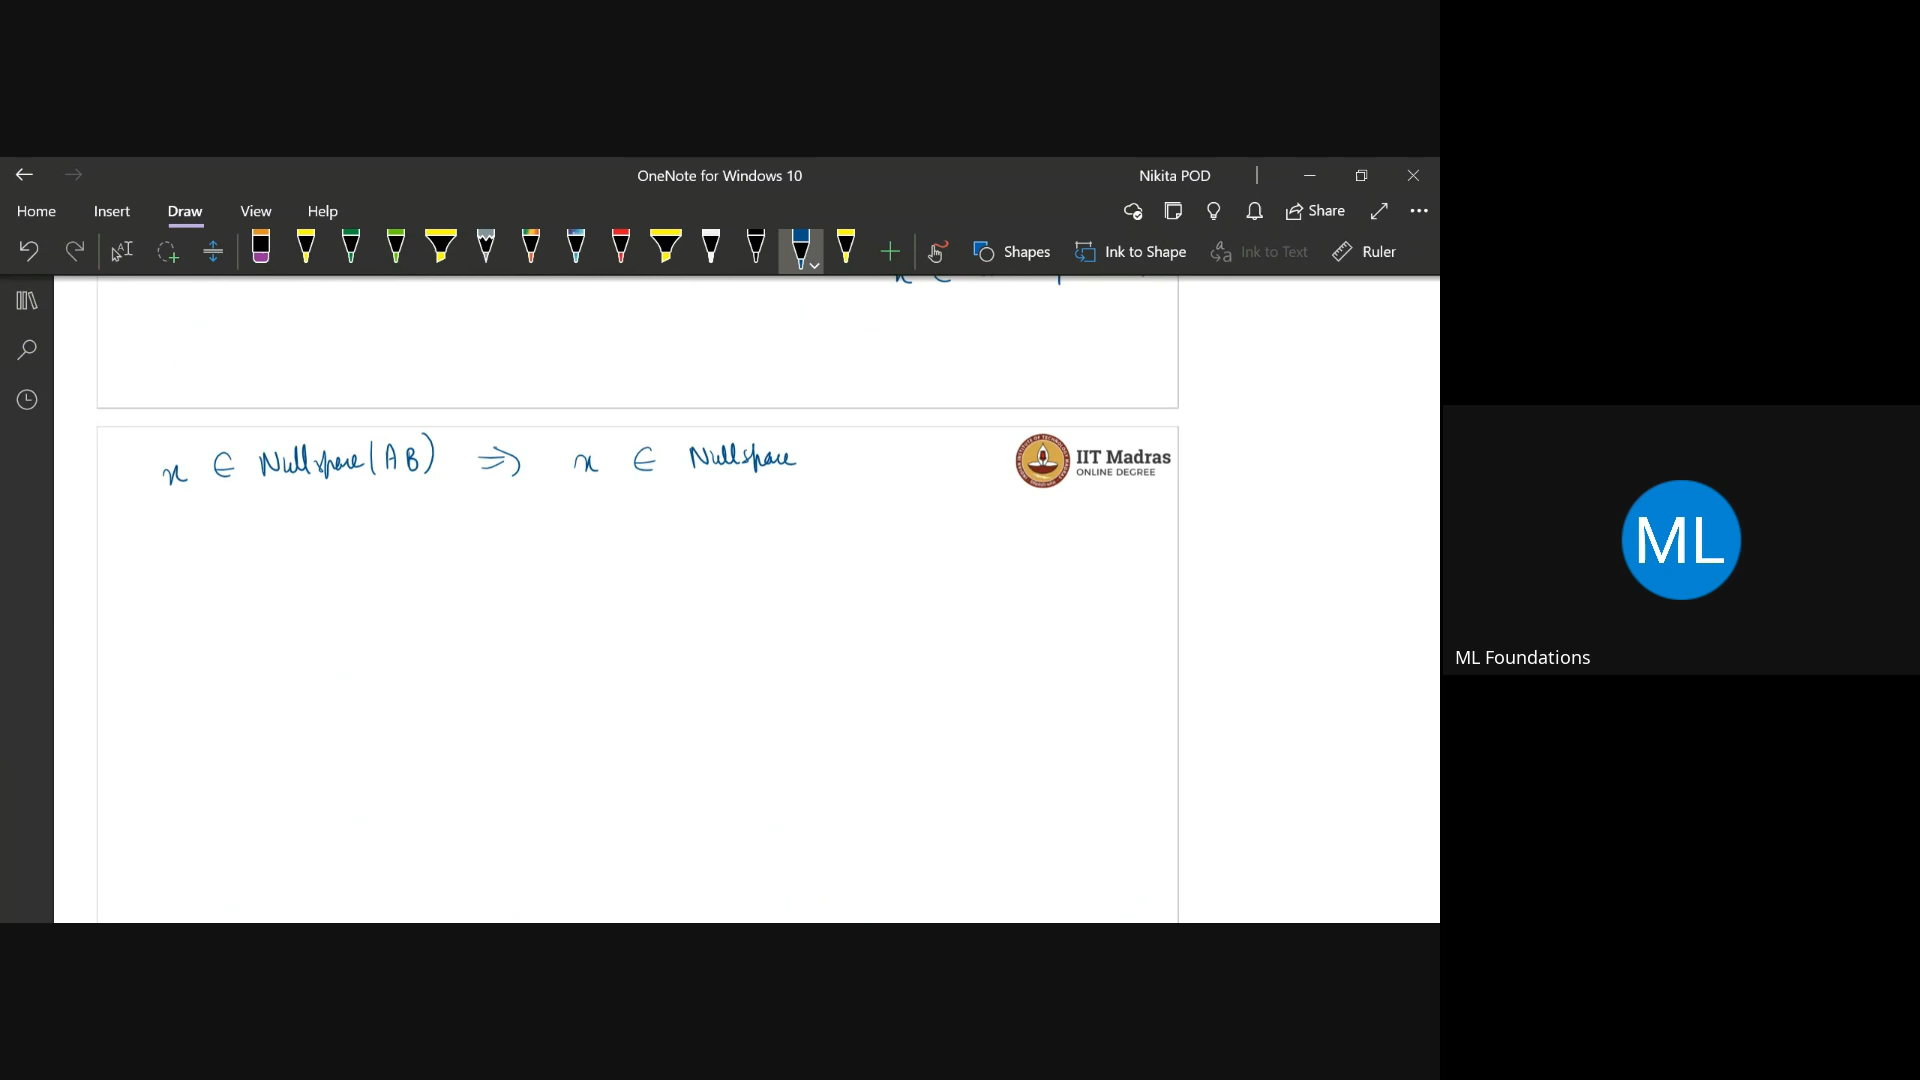 OneNote for Windows 10
Nikita POD
Home Insert Draw View Help
Share
Shapes Ink to Shape Ink to Text Ruler
x ∈ Nullspace(AB) ⇒ x ∈ Nullspace
IIT Madras
ONLINE DEGREE
ML
ML Foundations